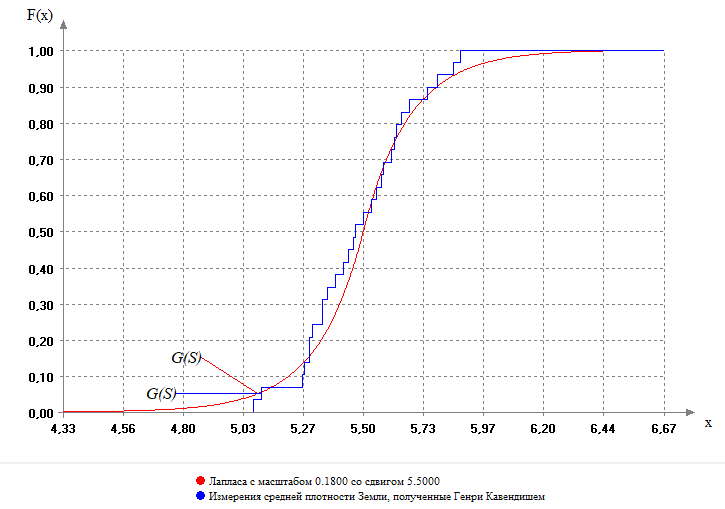 F(x)
1,00
0,90
0,80
0,70
0,60
0,50
0,40
0,30
0,20
G(S)
0,10
G(S)
0,00
x
4,33 4,56 4,80 5,03 5,27 5,50 5,73 5,97 6,20 6,44 6,67
Лапласа с масштабом 0.1800 со сдвигом 5.5000
Измерения средней плотности Земли, полученные Генри Кавендишем